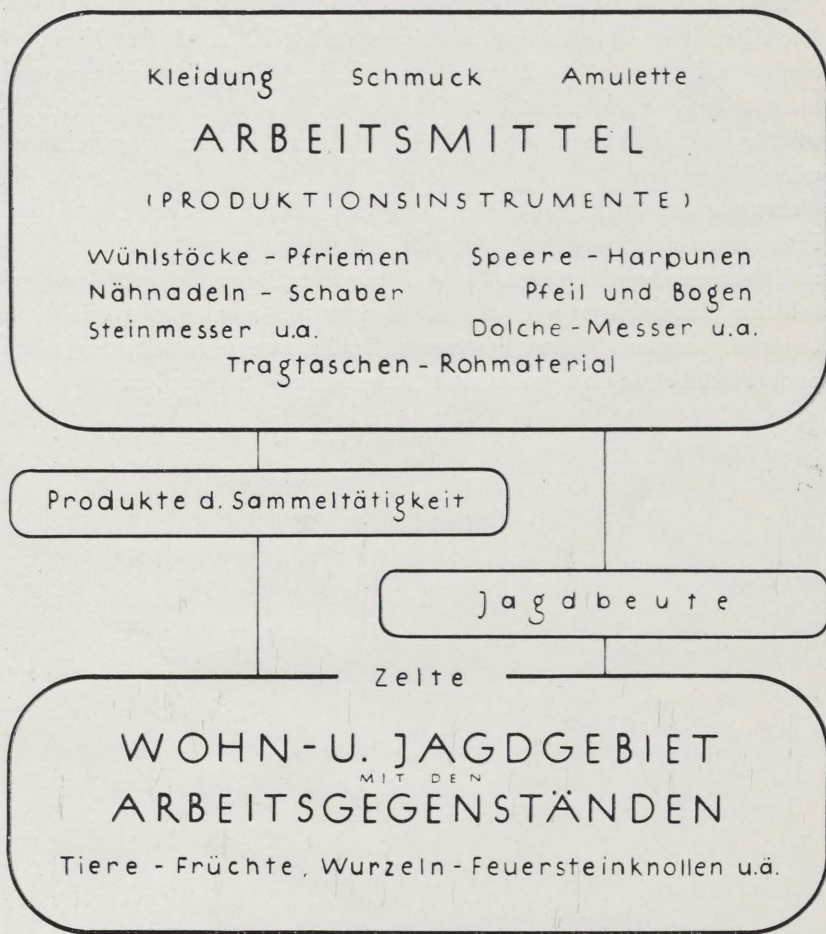 Kleidung Schmuck Amulette
ARBEITSMITTEL
(PRODUKTIONSINSTRUMENTE)
Wühlstöcke - Pfriemen Speere - Harpunen
Nähnadeln - Schaber Pfeil und Bogen
Steinmesser u.a. Dolche - Messer u.a.
Tragtaschen - Rohmaterial
Produkte d. Sammeltätigkeit
Jagdbeute
Zelte
WOHN- U. JAGDGEBIET
MIT DEN
ARBEITSGEGENSTÄNDEN
Tiere - Früchte, Wurzeln - Feuersteinknollen u.ä.